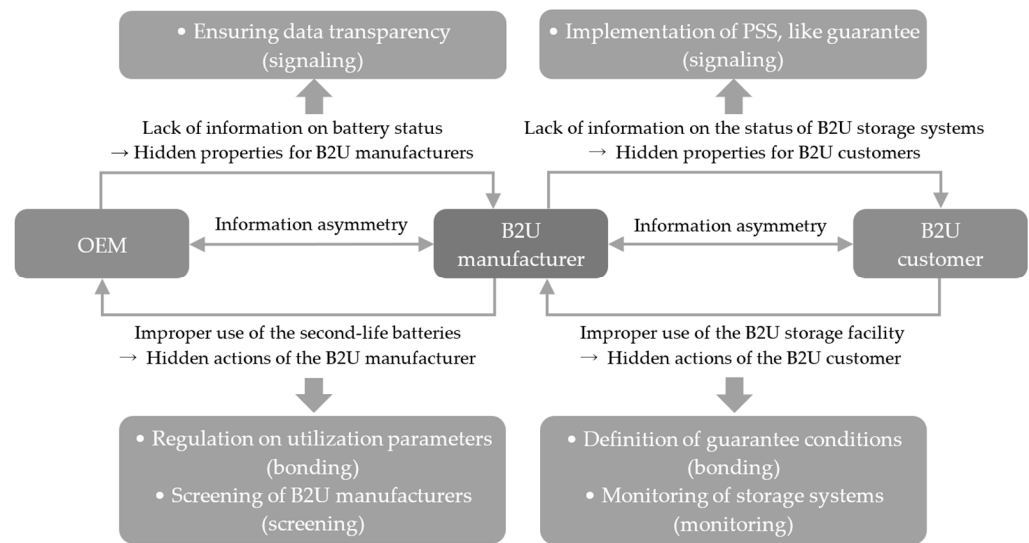 • Ensuring data transparency
(signaling)
• Implementation of PSS, like guarantee
(signaling)
Lack of information on battery status
→ Hidden properties for B2U manufacturers
Lack of information on the status of B2U storage systems
→ Hidden properties for B2U customers
OEM
Information asymmetry
B2U
manufacturer
Information asymmetry
B2U
customer
Improper use of the second-life batteries
→ Hidden actions of the B2U manufacturer
Improper use of the B2U storage facility
→ Hidden actions of the B2U customer
• Regulation on utilization parameters
(bonding)
• Screening of B2U manufacturers
(screening)
• Definition of guarantee conditions
(bonding)
• Monitoring of storage systems
(monitoring)